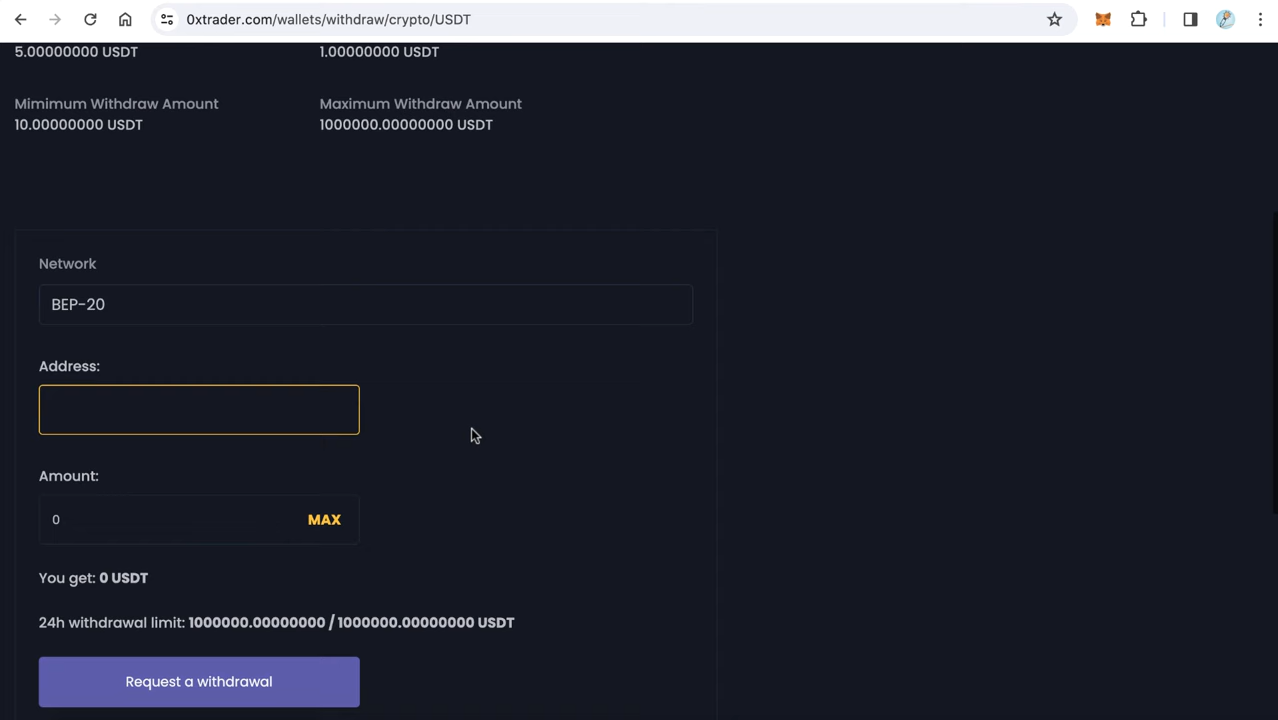 0xtrader.com/wallets/withdraw/crypto/USDT
5.00000000 USDT 1.00000000 USDT
Mimimum Withdraw Amount Maximum Withdraw Amount
10.00000000 USDT 1000000.00000000 USDT
Network
BEP-20
Address:
Amount:
0 MAX
You get: 0 USDT
24h withdrawal limit: 1000000.00000000 / 1000000.00000000 USDT
Request a withdrawal